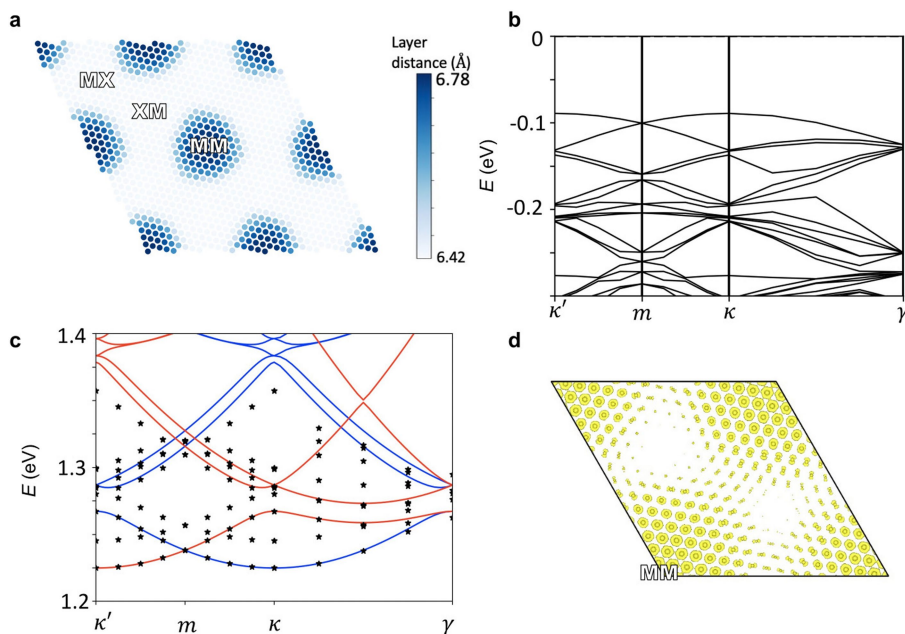 a
Layer
distance (Å)
6.78
6.42
MX
XM
MM
b
0
-0.1
-0.2
E (eV)
κ′ m κ γ
c
1.4
1.3
1.2
E (eV)
κ′ m κ γ
d
MM